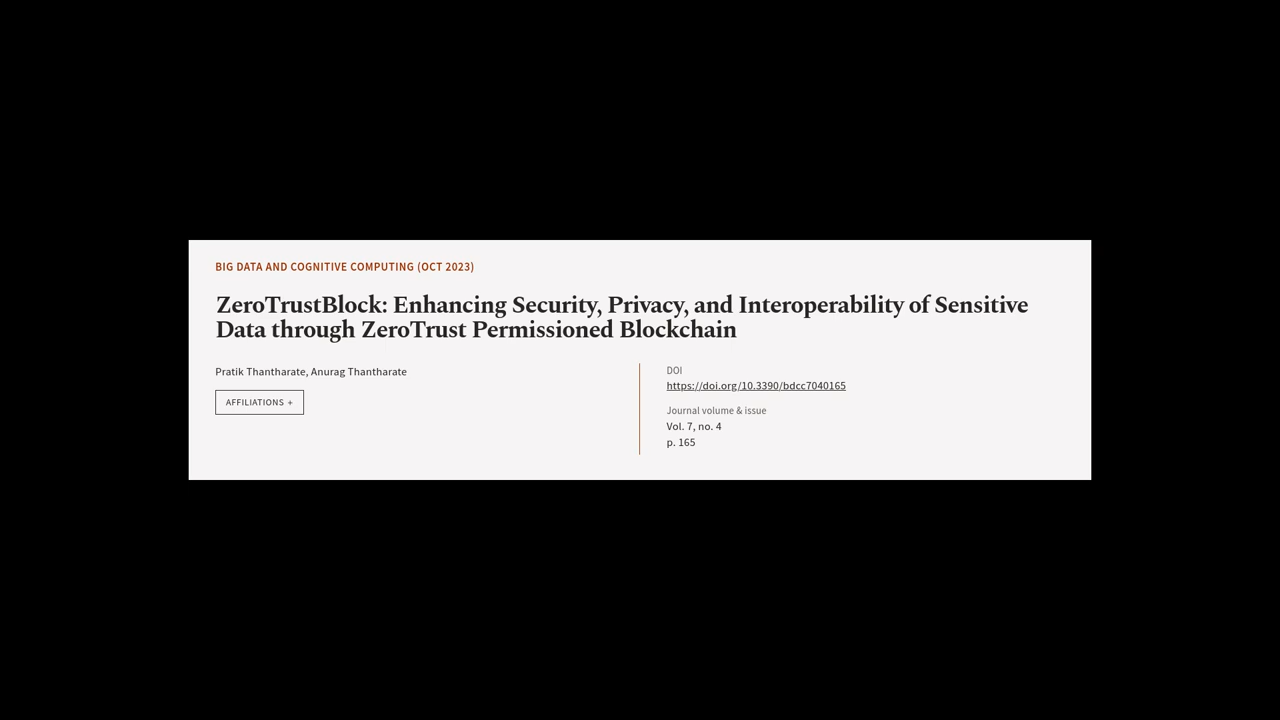 BIG DATA AND COGNITIVE COMPUTING (OCT 2023)
ZeroTrustBlock: Enhancing Security, Privacy, and Interoperability of Sensitive
Data through ZeroTrust Permissioned Blockchain
Pratik Thantharate, Anurag Thantharate
AFFILIATIONS +
DOI
https://doi.org/10.3390/bdcc7040165
Journal volume & issue
Vol. 7, no. 4
p. 165